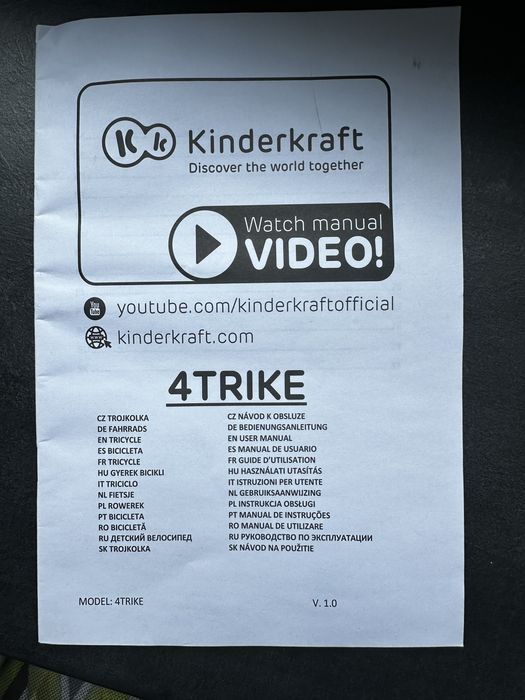 Kinderkraft
Discover the world together
Watch manual
VIDEO!
You Tube youtube.com/kinderkraftofficial
kinderkraft.com
4TRIKE
CZ TROJKOLKA
DE FAHRRADS
EN TRICYCLE
ES BICICLETA
FR TRICYCLE
HU GYEREK BICIKLI
IT TRICICLO
NL FIETSJE
PL ROWEREK
PT BICICLETA
RO BICICLETĂ
RU ДЕТСКИЙ ВЕЛОСИПЕД
SK TROJKOLKA
CZ NÁVOD K OBSLUZE
DE BEDIENUNGSANLEITUNG
EN USER MANUAL
ES MANUAL DE USUARIO
FR GUIDE D'UTILISATION
HU HASZNÁLATI UTASÍTÁS
IT ISTRUZIONI PER UTENTE
NL GEBRUIKSAANWIJZING
PL INSTRUKCJA OBSŁUGI
PT MANUAL DE INSTRUÇÕES
RO MANUAL DE UTILIZARE
RU РУКОВОДСТВО ПО ЭКСПЛУАТАЦИИ
SK NÁVOD NA POUŽITIE
MODEL: 4TRIKE
V. 1.0